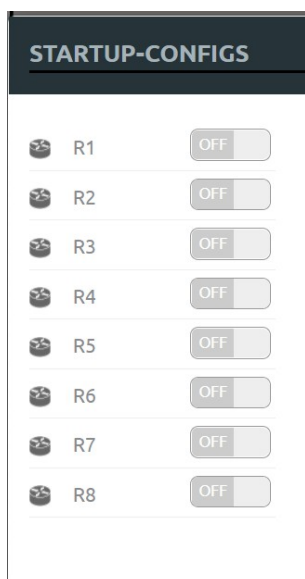 STARTUP-CONFIGS
R1 OFF
R2 OFF
R3 OFF
R4 OFF
R5 OFF
R6 OFF
R7 OFF
R8 OFF